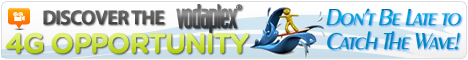 DISCOVER THE vodaplex®
4G OPPORTUNITY
DON'T BE LATE TO
CATCH THE WAVE!